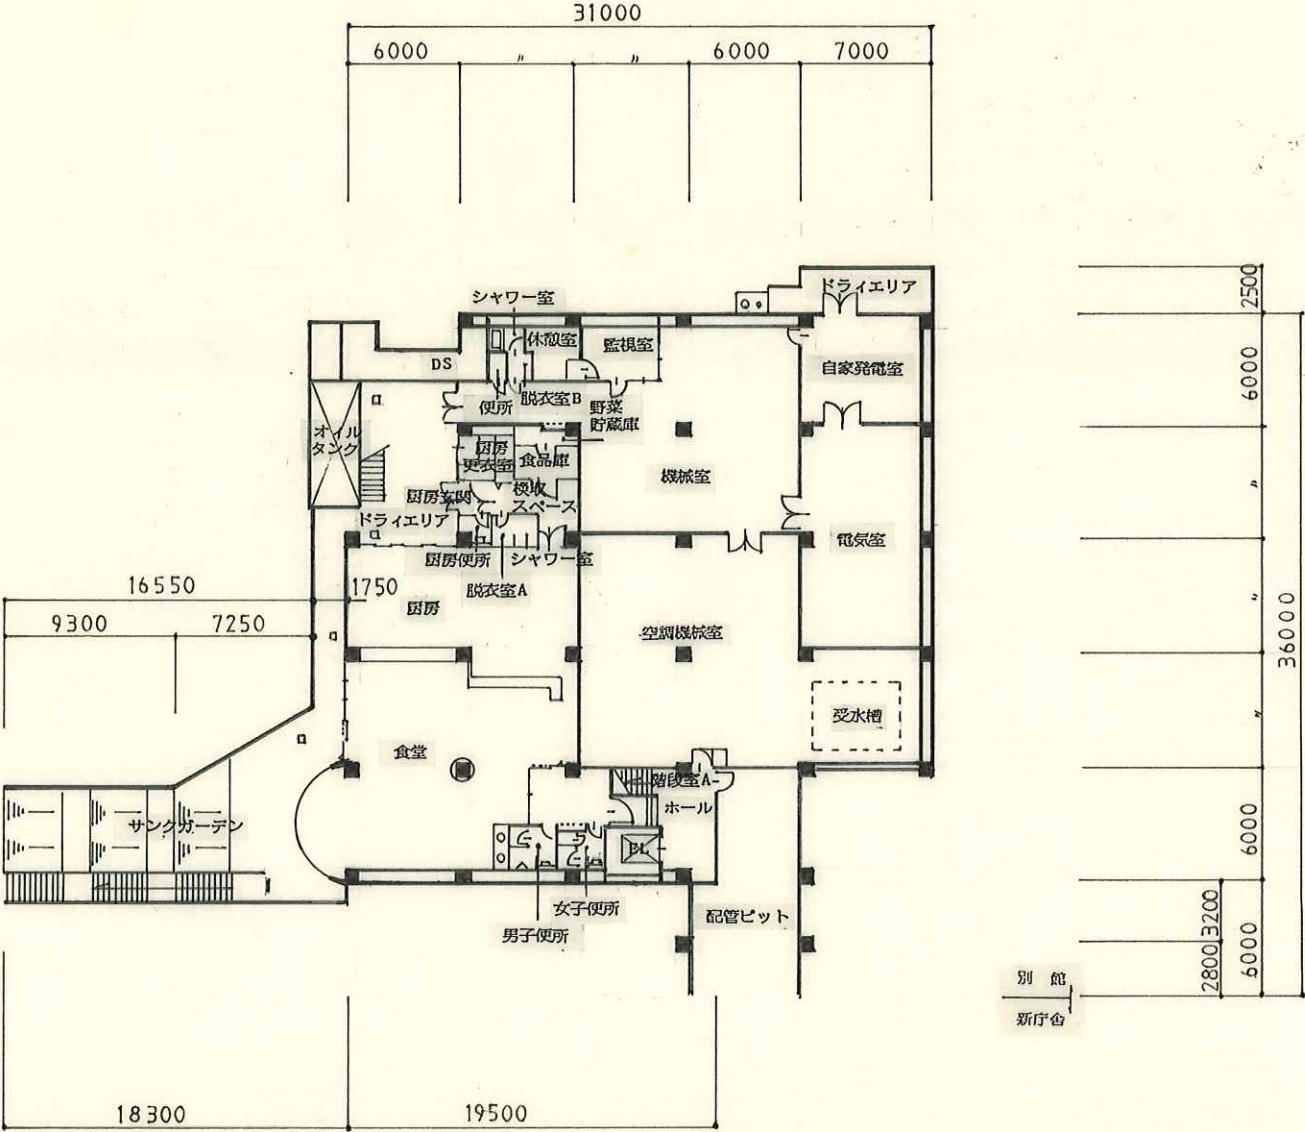 31000
6000
〃
〃
6000
7000
ドライエリア
シャワー室
休憩室
監視室
DS
自家発電室
便所
脱衣室B
野菜
貯蔵庫
オイル
タンク
厨房
更衣室
食品庫
機械室
厨房玄関
検収
スペース
ドライエリア
電気室
厨房便所
シャワー室
脱衣室A
16550
1750
9300
7250
厨房
空調機械室
受水槽
食堂
階段室A
ホール
サンクガーデン
EL
女子便所
男子便所
配管ピット
別 館
新庁舎
2500
6000
〃
〃
〃
36000
6000
3200
2800
6000
18300
19500